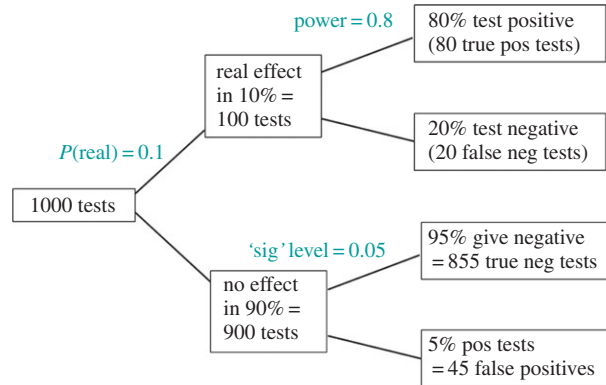 power = 0.8
80% test positive
(80 true pos tests)
real effect
in 10% =
100 tests
20% test negative
(20 false neg tests)
P(real) = 0.1
1000 tests
‘sig’ level = 0.05
95% give negative
= 855 true neg tests
no effect
in 90% =
900 tests
5% pos tests
= 45 false positives